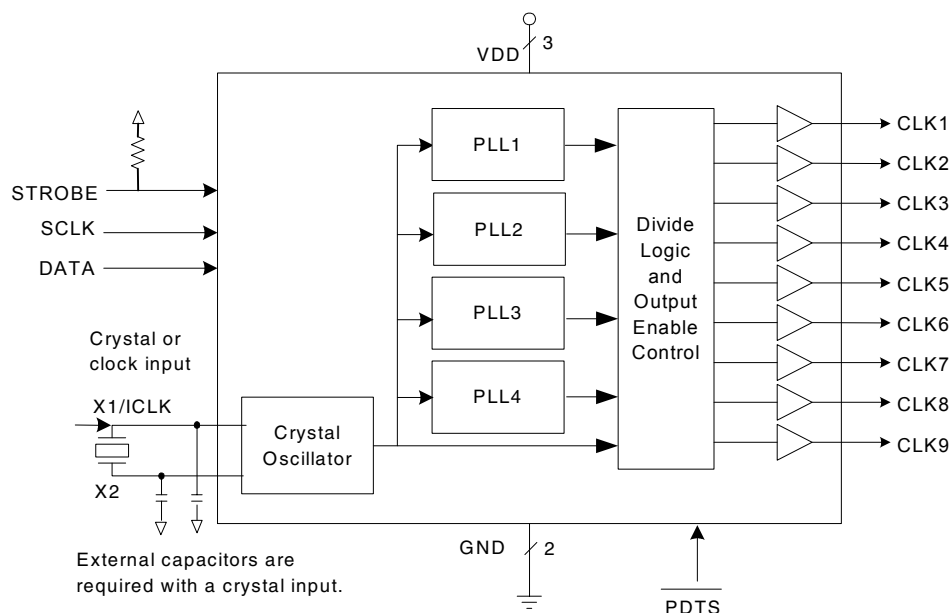 VDD
3
STROBE
SCLK
DATA
Crystal or
clock input
X1/ICLK
X2
External capacitors are
required with a crystal input.
Crystal
Oscillator
PLL1
PLL2
PLL3
PLL4
Divide
Logic
and
Output
Enable
Control
CLK1
CLK2
CLK3
CLK4
CLK5
CLK6
CLK7
CLK8
CLK9
GND
2
PDTS